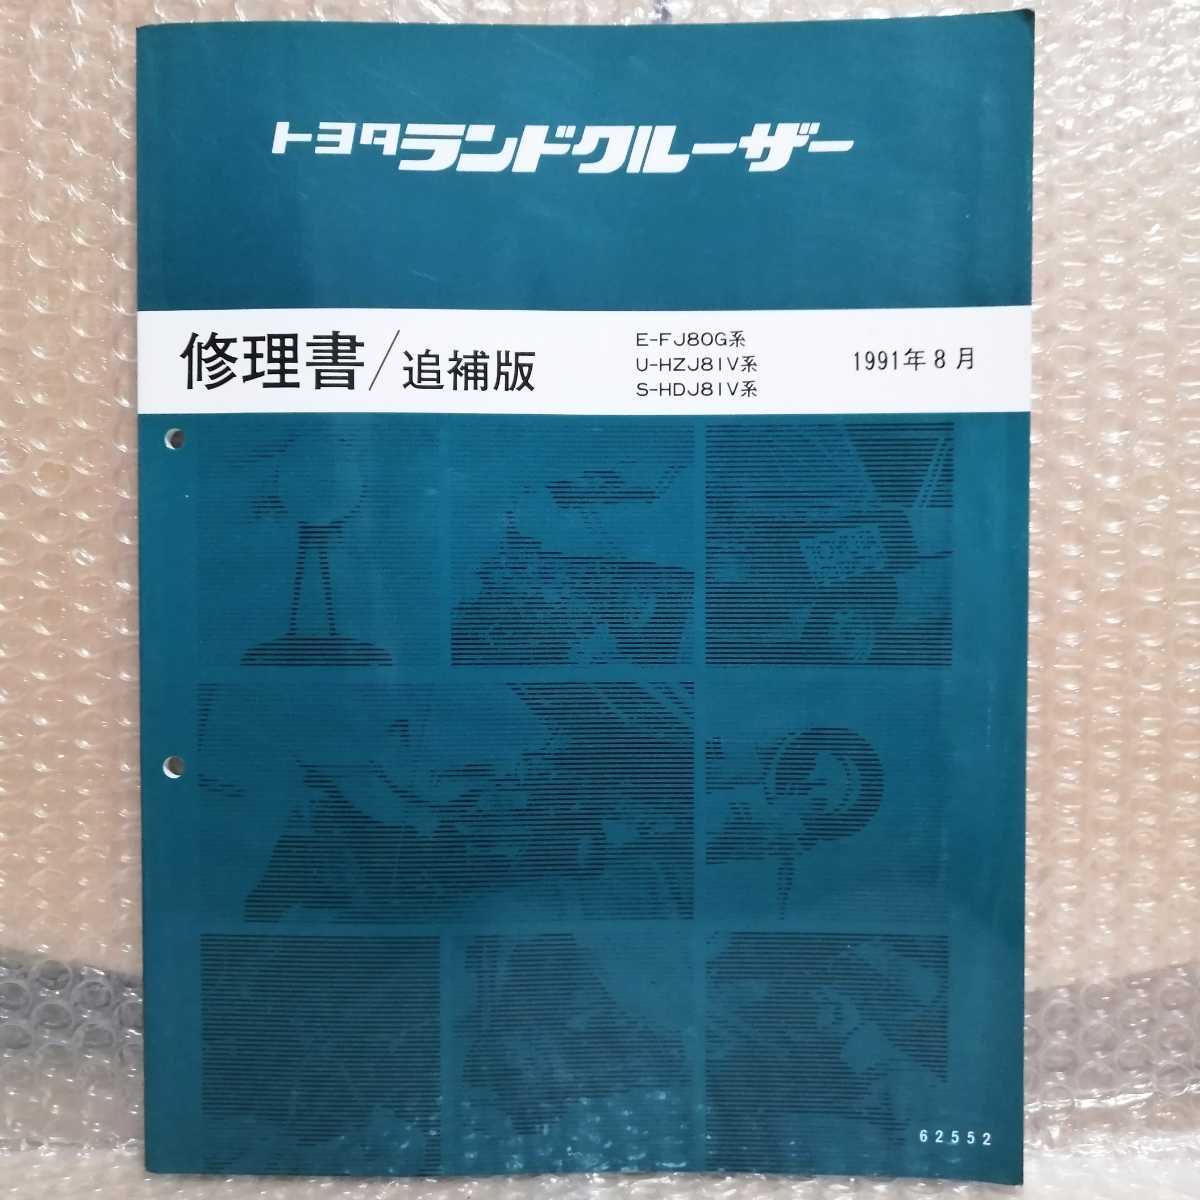 トヨタランドクルーザー
修理書/追補版
E-FJ80G系
U-HZJ81V系
S-HDJ81V系
1991年8月
62552